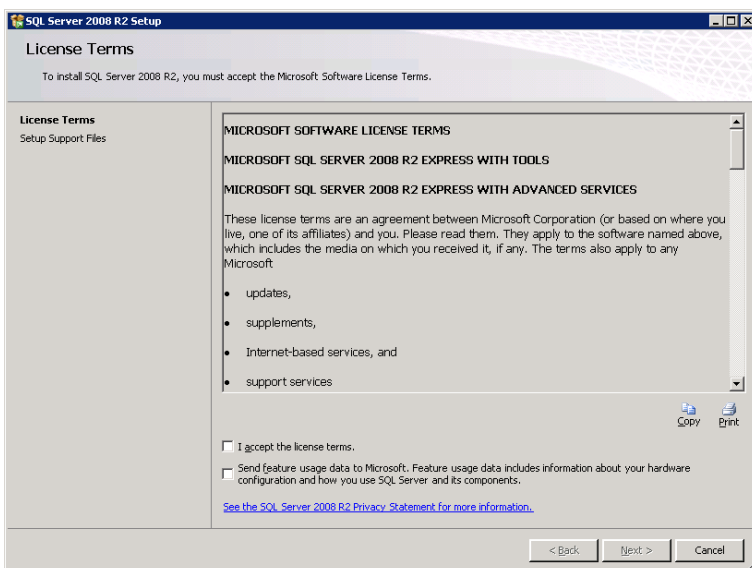 SQL Server 2008 R2 Setup
License Terms
To install SQL Server 2008 R2, you must accept the Microsoft Software License Terms.
License Terms
Setup Support Files
MICROSOFT SOFTWARE LICENSE TERMS
MICROSOFT SQL SERVER 2008 R2 EXPRESS WITH TOOLS
MICROSOFT SQL SERVER 2008 R2 EXPRESS WITH ADVANCED SERVICES
These license terms are an agreement between Microsoft Corporation (or based on where you
live, one of its affiliates) and you. Please read them. They apply to the software named above,
which includes the media on which you received it, if any. The terms also apply to any
Microsoft
• updates,
• supplements,
• Internet-based services, and
• support services
Copy Print
I accept the license terms.
Send feature usage data to Microsoft. Feature usage data includes information about your hardware
configuration and how you use SQL Server and its components.
See the SQL Server 2008 R2 Privacy Statement for more information.
< Back Next > Cancel